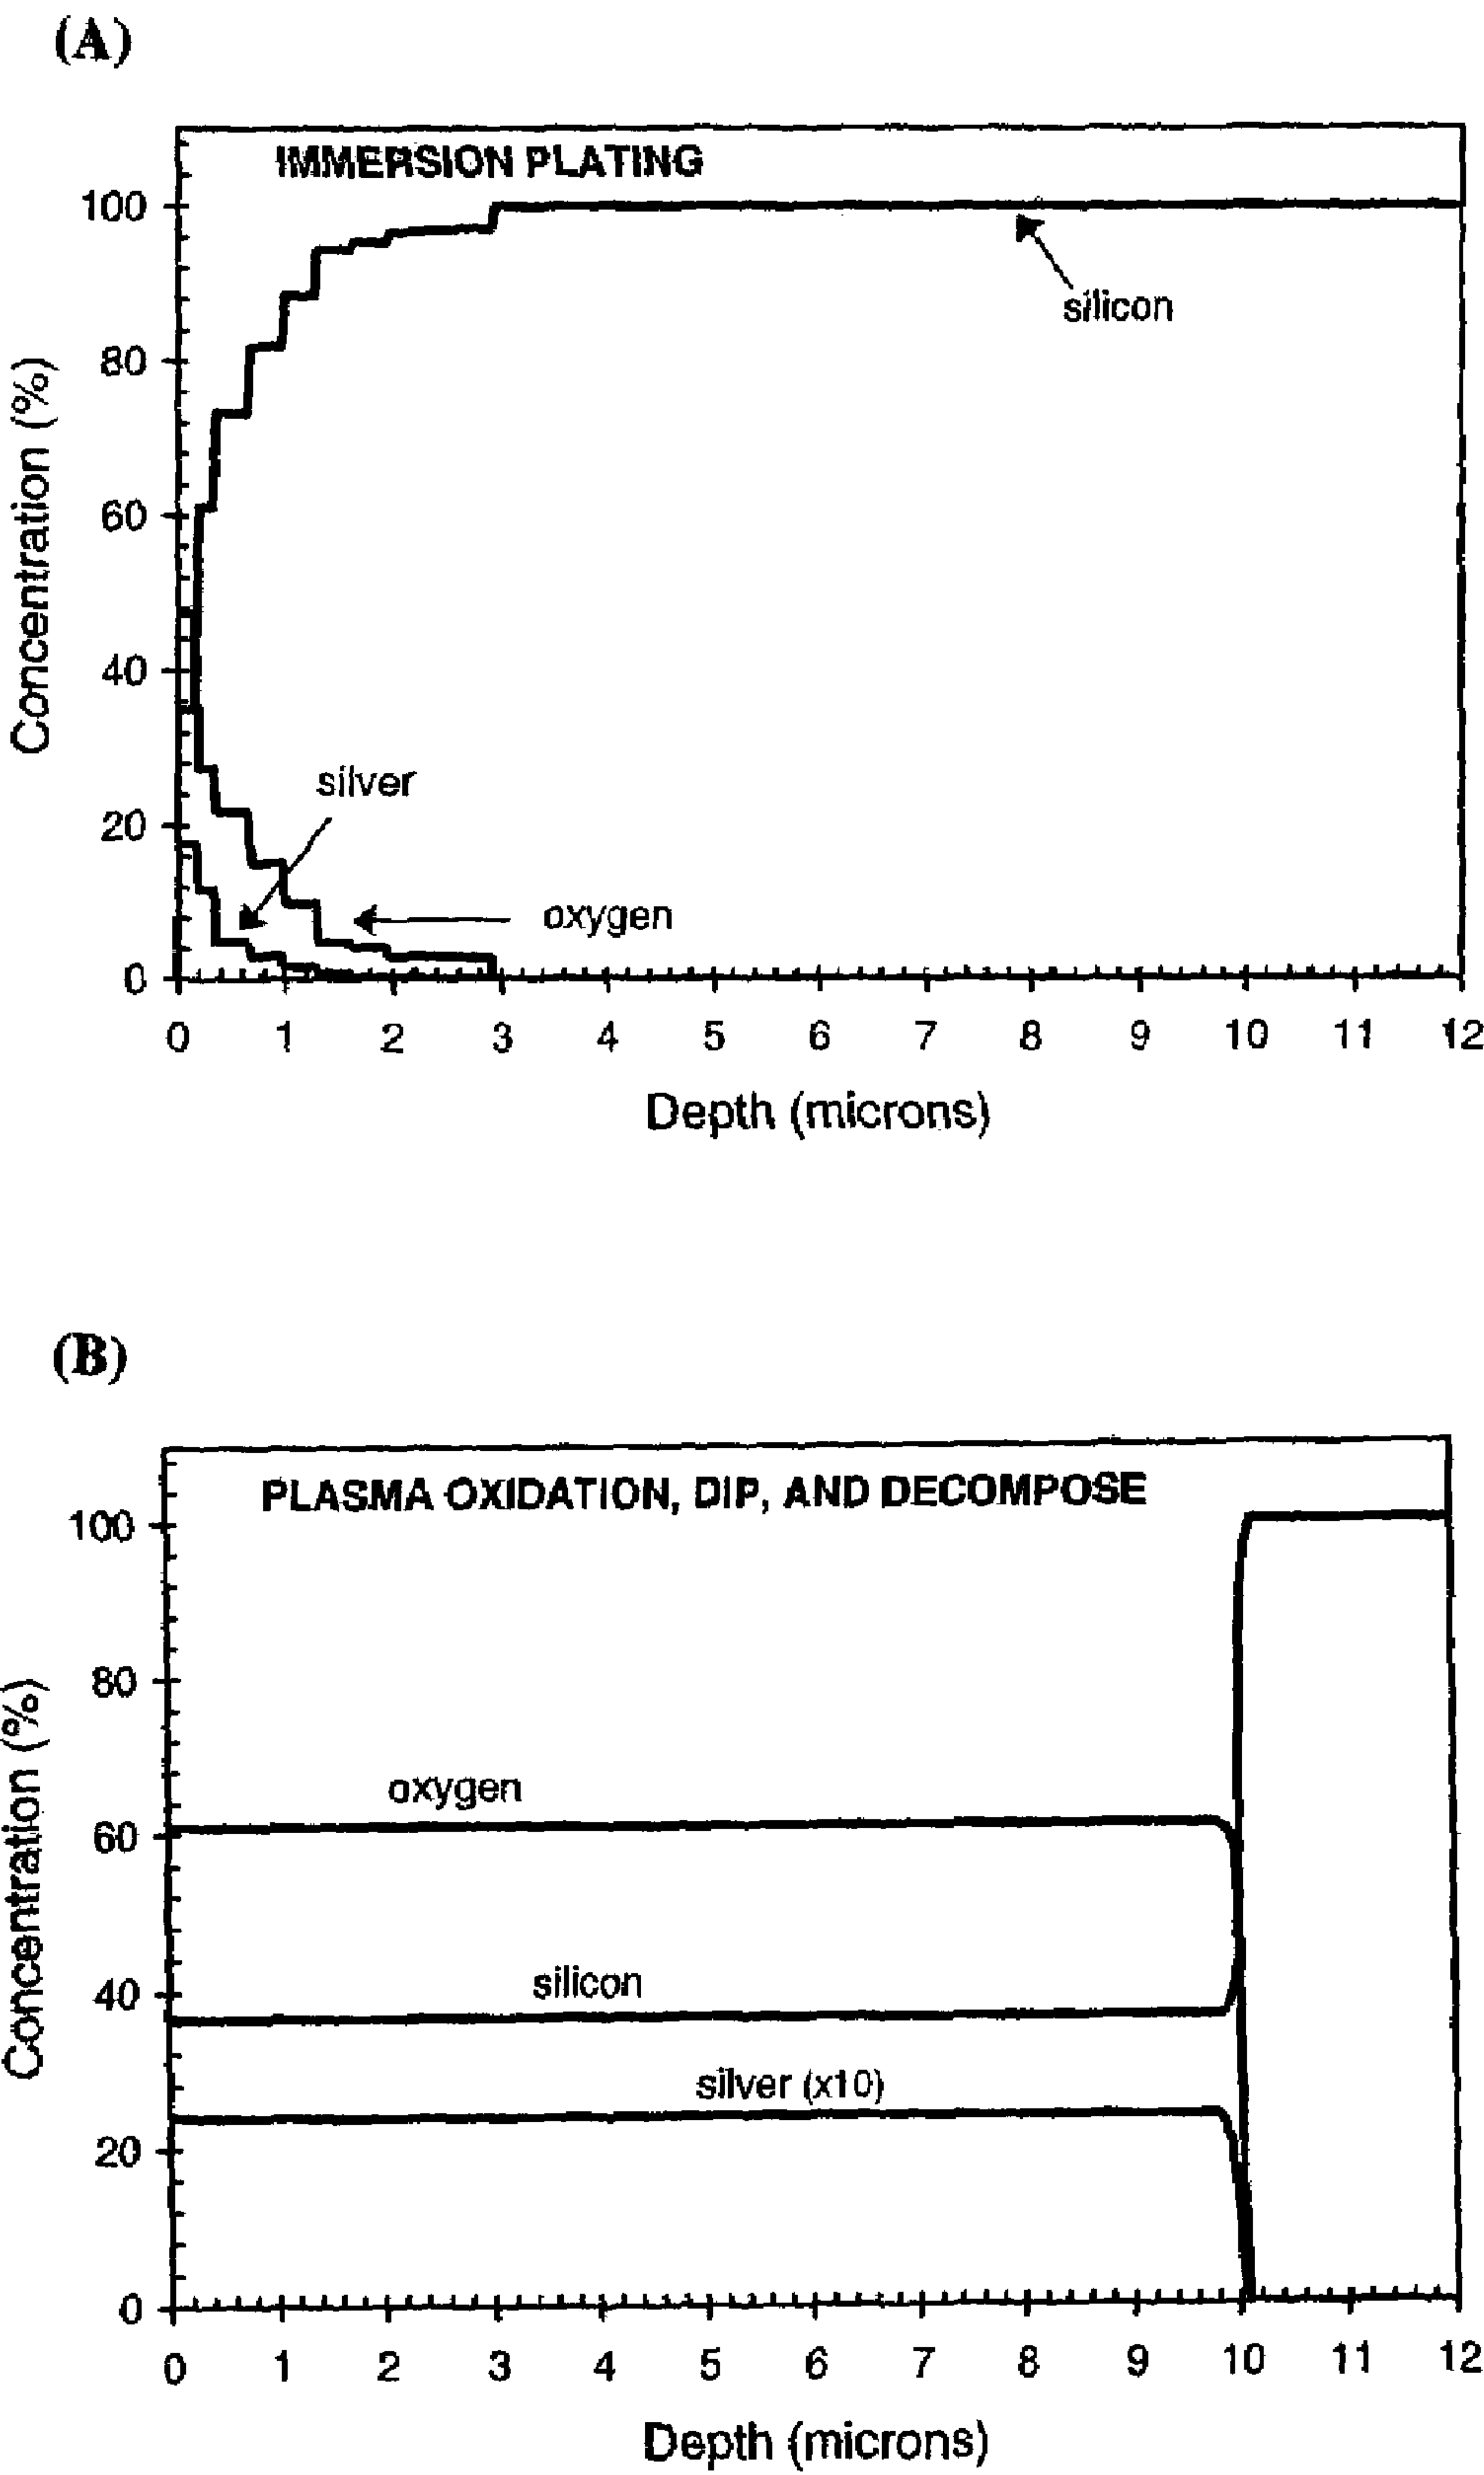 (A)
IMMERSION PLATING
100
silicon
80
60
40
silver
20
oxygen
0
0 1 2 3 4 5 6 7 8 9 10 11 12
Concentration (%)
Depth (microns)
(B)
PLASMA OXIDATION, DIP, AND DECOMPOSE
100
80
oxygen
60
silicon
40
silver (x10)
20
0
0 1 2 3 4 5 6 7 8 9 10 11 12
Concentration (%)
Depth (microns)